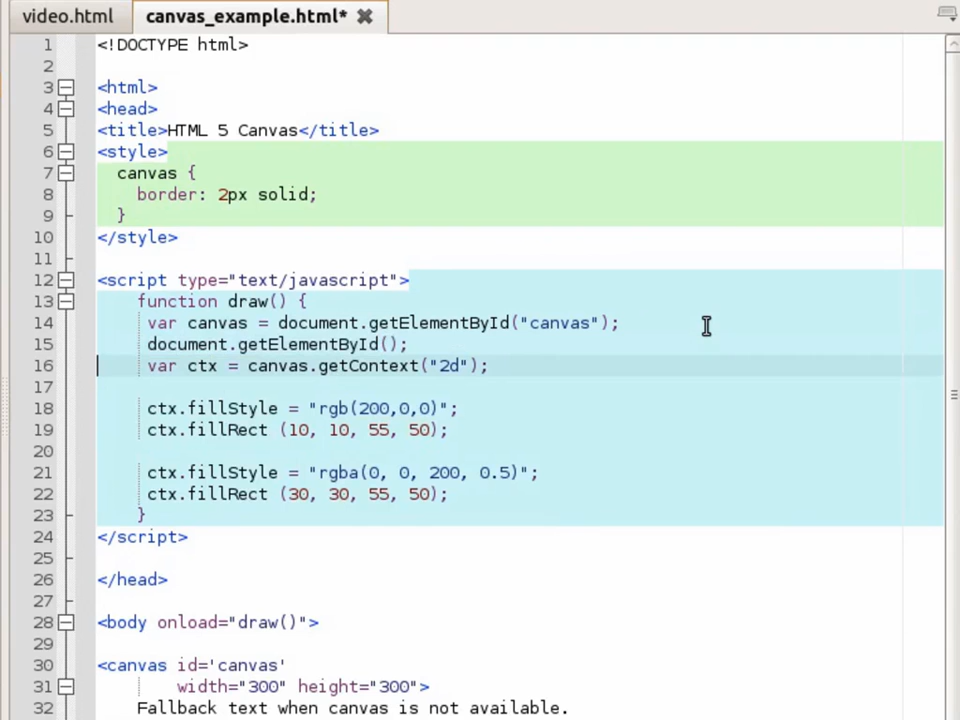 video.html canvas_example.html*
1 <!DOCTYPE html>
2
3 <html>
4 <head>
5 <title>HTML 5 Canvas</title>
6 <style>
7 canvas {
8 border: 2px solid;
9 }
10 </style>
11
12 <script type="text/javascript">
13 function draw() {
14 var canvas = document.getElementById("canvas");
15 document.getElementById();
16 var ctx = canvas.getContext("2d");
17
18 ctx.fillStyle = "rgb(200,0,0)";
19 ctx.fillRect (10, 10, 55, 50);
20
21 ctx.fillStyle = "rgba(0, 0, 200, 0.5)";
22 ctx.fillRect (30, 30, 55, 50);
23 }
24 </script>
25
26 </head>
27
28 <body onload="draw()">
29
30 <canvas id='canvas'
31 width="300" height="300">
32 Fallback text when canvas is not available.